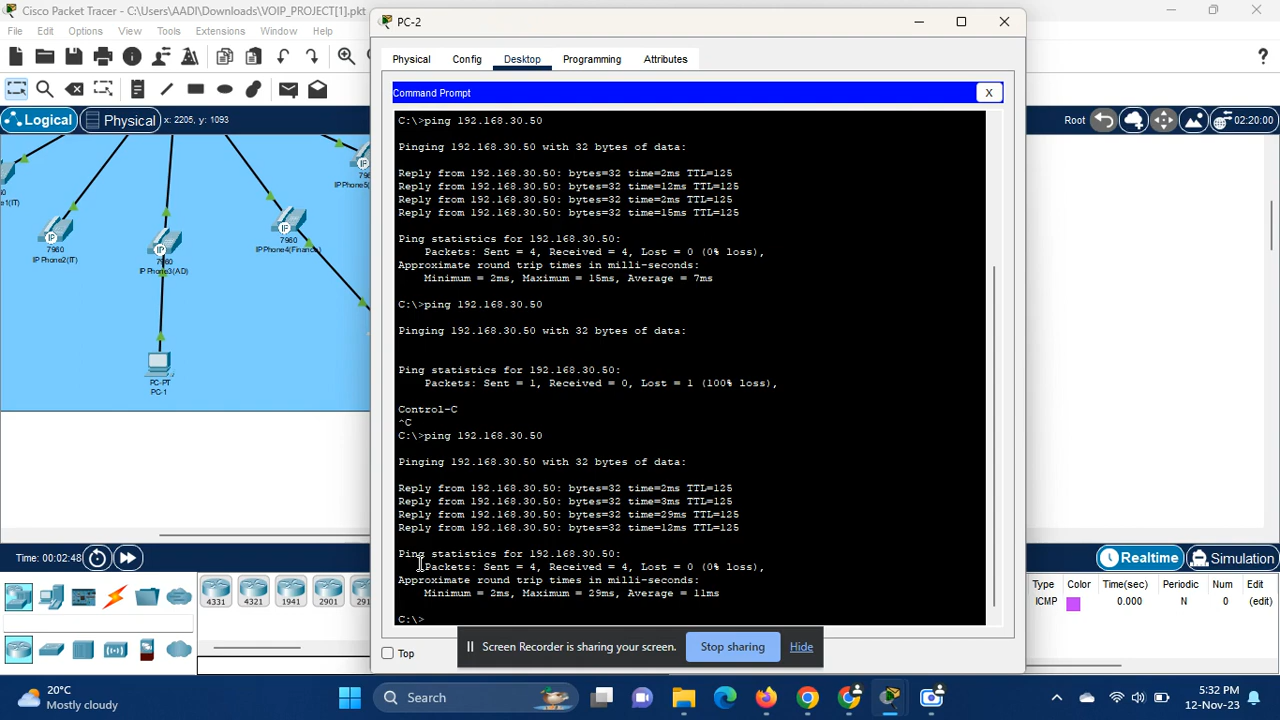 Cisco Packet Tracer - C:\Users\AADI\Downloads\VOIP_PROJECT[1].pkt
File Edit Options View Tools Extensions Window Help
Logical
Physical
x: 2205, y: 1093
Root
02:20:00
7960
IP Phone2(IT)
7960
IP Phone3(AD)
7960
IP Phone4(Financ
IP
IP
IP
IP
PC-PT
PC-1
Time: 00:02:48
Realtime
Simulation
4331
4321
1941
2901
Type Color Time(sec) Periodic Num Edit
ICMP 0.000 N 0 (edit)
PC-2
Physical Config Desktop Programming Attributes
Command Prompt
X
C:\>ping 192.168.30.50
Pinging 192.168.30.50 with 32 bytes of data:
Reply from 192.168.30.50: bytes=32 time=2ms TTL=125
Reply from 192.168.30.50: bytes=32 time=12ms TTL=125
Reply from 192.168.30.50: bytes=32 time=2ms TTL=125
Reply from 192.168.30.50: bytes=32 time=15ms TTL=125
Ping statistics for 192.168.30.50:
Packets: Sent = 4, Received = 4, Lost = 0 (0% loss),
Approximate round trip times in milli-seconds:
Minimum = 2ms, Maximum = 15ms, Average = 7ms
C:\>ping 192.168.30.50
Pinging 192.168.30.50 with 32 bytes of data:
Ping statistics for 192.168.30.50:
Packets: Sent = 1, Received = 0, Lost = 1 (100% loss),
Control-C
^C
C:\>ping 192.168.30.50
Pinging 192.168.30.50 with 32 bytes of data:
Reply from 192.168.30.50: bytes=32 time=2ms TTL=125
Reply from 192.168.30.50: bytes=32 time=3ms TTL=125
Reply from 192.168.30.50: bytes=32 time=29ms TTL=125
Reply from 192.168.30.50: bytes=32 time=12ms TTL=125
Ping statistics for 192.168.30.50:
Packets: Sent = 4, Received = 4, Lost = 0 (0% loss),
Approximate round trip times in milli-seconds:
Minimum = 2ms, Maximum = 29ms, Average = 11ms
C:\>
Top
Screen Recorder is sharing your screen.
Stop sharing
Hide
20°C
Mostly cloudy
Search
5:32 PM
12-Nov-23